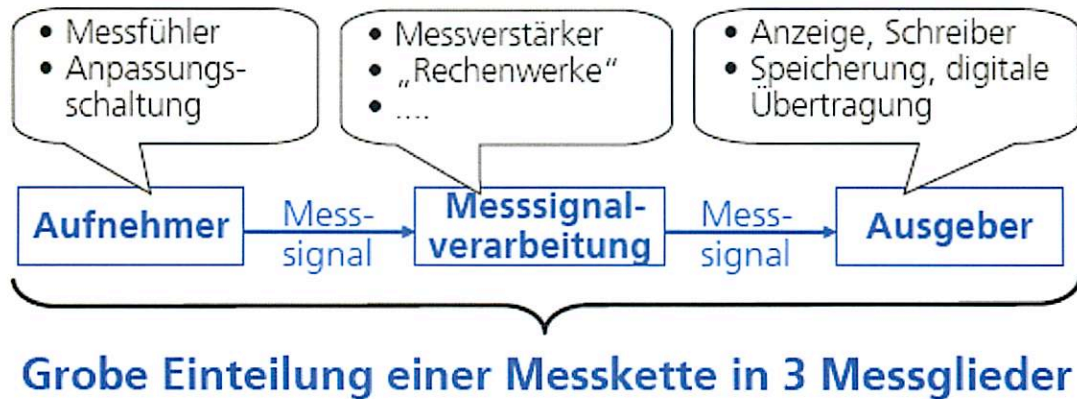 • Messfühler
• Anpassungs-
schaltung
• Messverstärker
• „Rechenwerke“
• ....
• Anzeige, Schreiber
• Speicherung, digitale
Übertragung
Aufnehmer
Mess-
signal
Messsignal-
verarbeitung
Mess-
signal
Ausgeber
Grobe Einteilung einer Messkette in 3 Messglieder